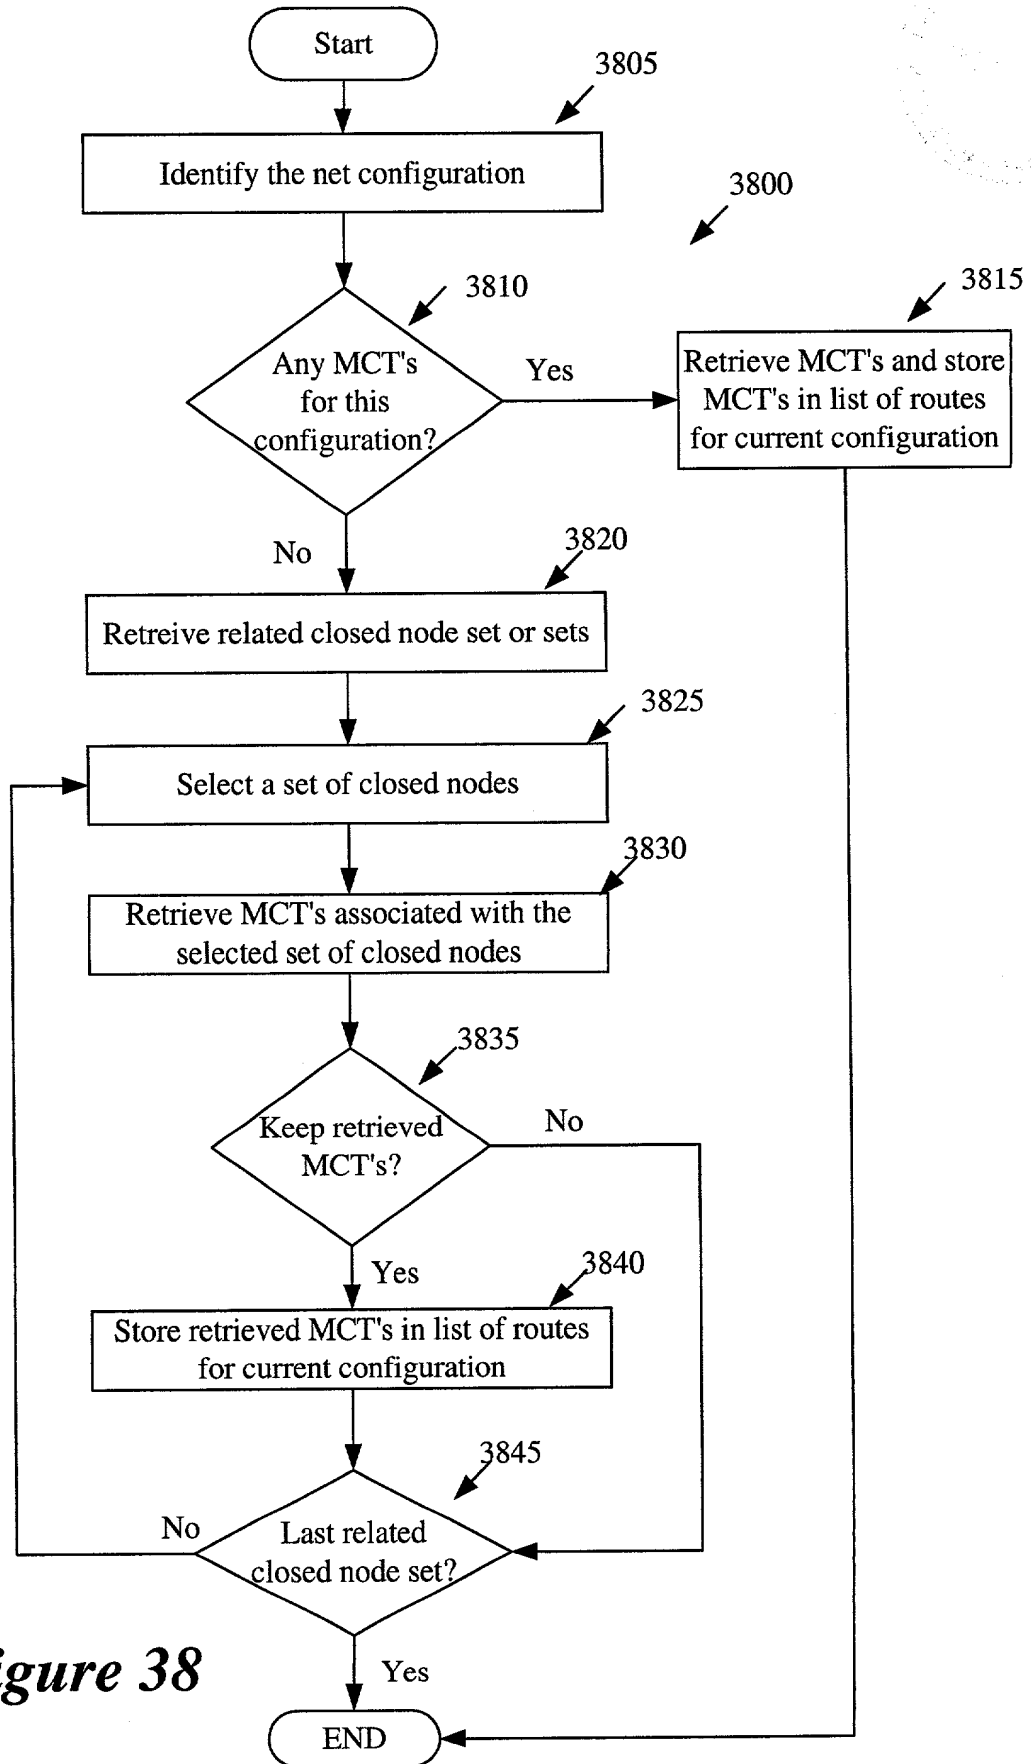 Start
3805
Identify the net configuration
3800
3810
3815
Any MCT's
for this
configuration?
Yes
Retrieve MCT's and store
MCT's in list of routes
for current configuration
No
3820
Retreive related closed node set or sets
3825
Select a set of closed nodes
3830
Retrieve MCT's associated with the
selected set of closed nodes
3835
Keep retrieved
MCT's?
No
Yes
3840
Store retrieved MCT's in list of routes
for current configuration
3845
No
Last related
closed node set?
igure 38
Yes
END